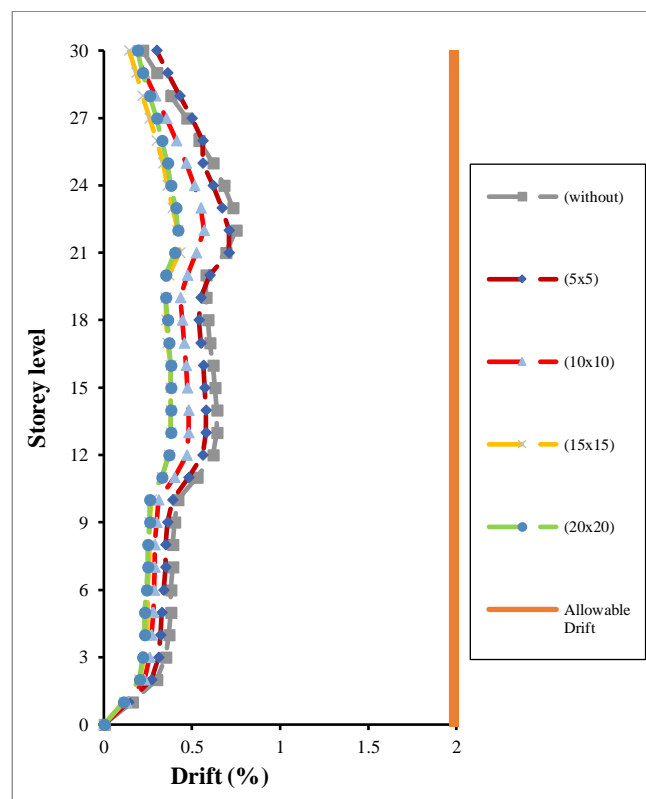 30
27
24
21
18
15
12
9
6
3
0
Storey level
0
0.5
1
1.5
2
Drift (%)
(without)
(5x5)
(10x10)
(15x15)
(20x20)
Allowable
Drift